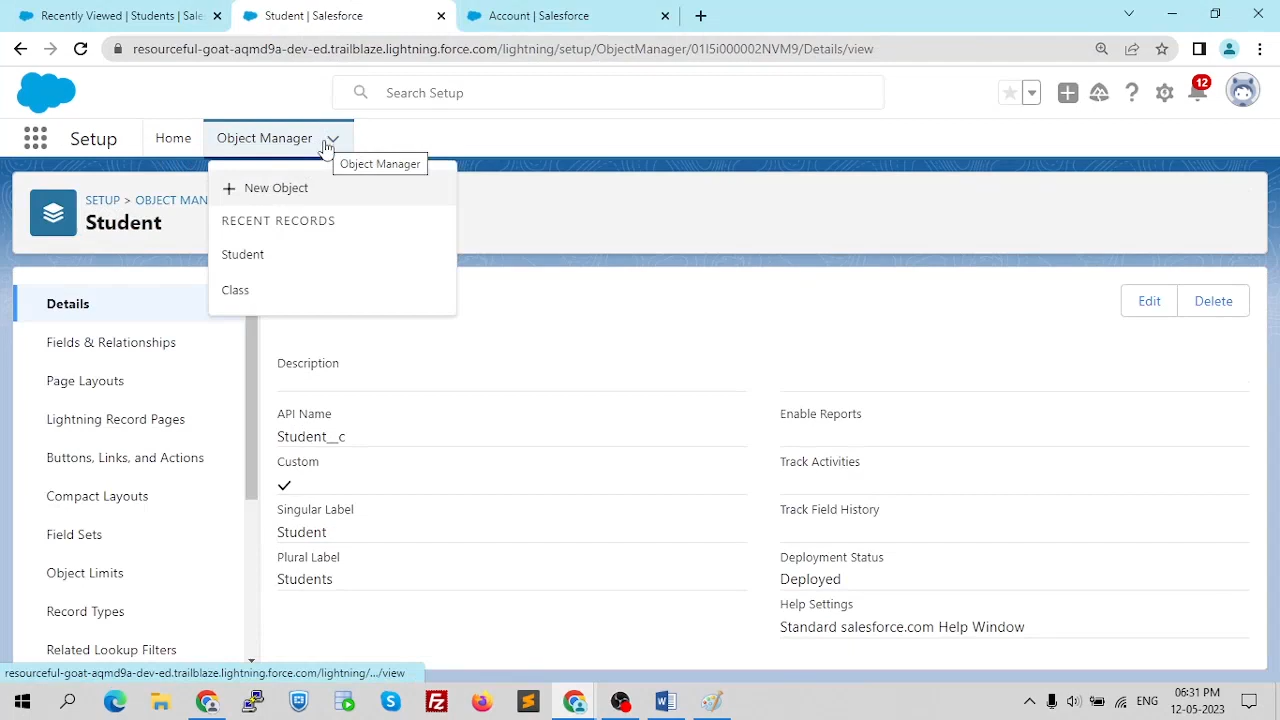 Recently Viewed | Students | Sales
Student | Salesforce
Account | Salesforce
resourceful-goat-aqmd9a-dev-ed.trailblaze.lightning.force.com/lightning/setup/ObjectManager/01I5i000002NVM9/Details/view
Search Setup
12
Setup
Home
Object Manager
Object Manager
New Object
SETUP > OBJECT MAN
Student
RECENT RECORDS
Student
Class
Details
Edit
Delete
Fields & Relationships
Description
Page Layouts
API Name
Enable Reports
Lightning Record Pages
Student__c
Buttons, Links, and Actions
Custom
Track Activities
Compact Layouts
Singular Label
Track Field History
Field Sets
Student
Plural Label
Deployment Status
Object Limits
Students
Deployed
Record Types
Help Settings
Standard salesforce.com Help Window
Related Lookup Filters
resourceful-goat-aqmd9a-dev-ed.trailblaze.lightning.force.com/lightning/.../view
06:31 PM
12-05-2023